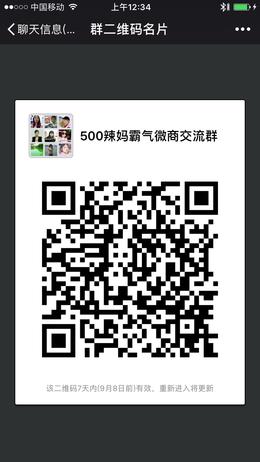 中国移动 上午12:34
聊天信息(... 群二维码名片
500辣妈霸气微商交流群
该二维码7天内(9月8日前)有效，重新进入将更新